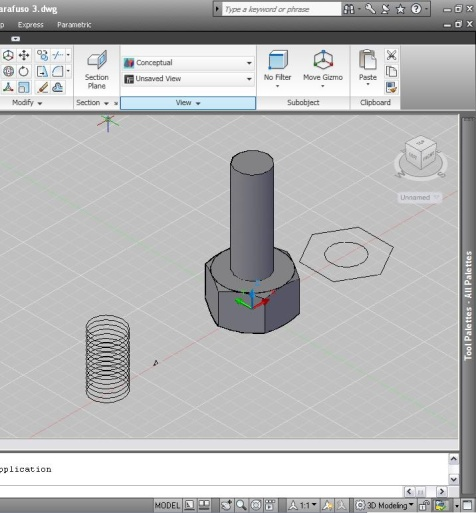 arafuso 3.dwg
Type a keyword or phrase
p Express Parametric
Conceptual
Unsaved View
Section Plane
No Filter
Move Gizmo
Paste
Modify
Section
View
Subobject
Clipboard
Unnamed
Tool Palettes - All Palettes
pplication
MODEL
1:1
3D Modeling